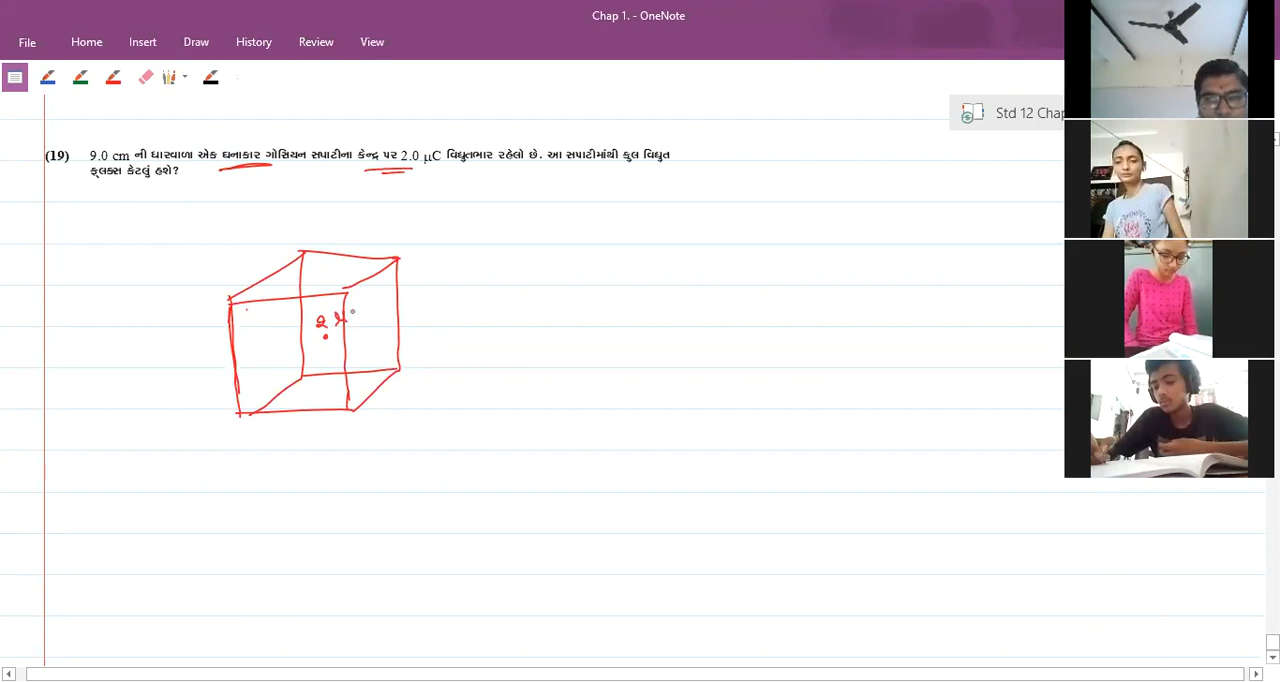 Chap 1. - OneNote
File Home Insert Draw History Review View
Std 12 Chap
(19) 9.0 cm ની ધારવાળા એક ઘનાકાર ગોસિયન સપાટીના કેન્દ્ર પર 2.0 μC વિદ્યુતભાર રહેલો છે. આ સપાટીમાંથી કુલ વિદ્યુત
ફ્લક્સ કેટલું હશે?